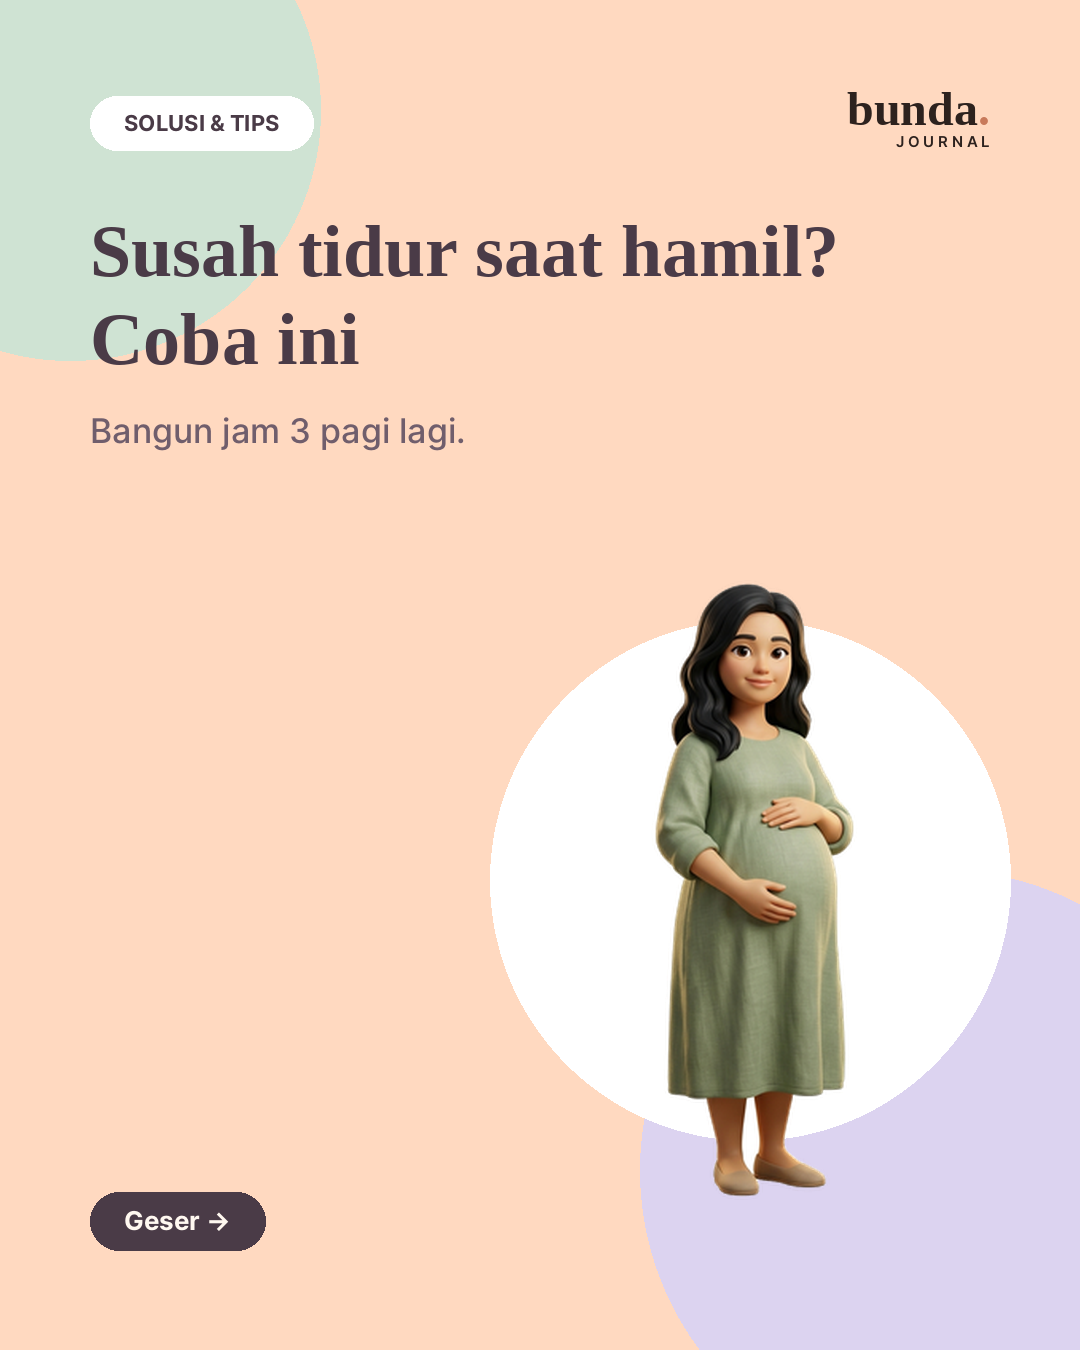 SOLUSI & TIPS
bunda.
JOURNAL
Susah tidur saat hamil?
Coba ini
Bangun jam 3 pagi lagi.
Geser →